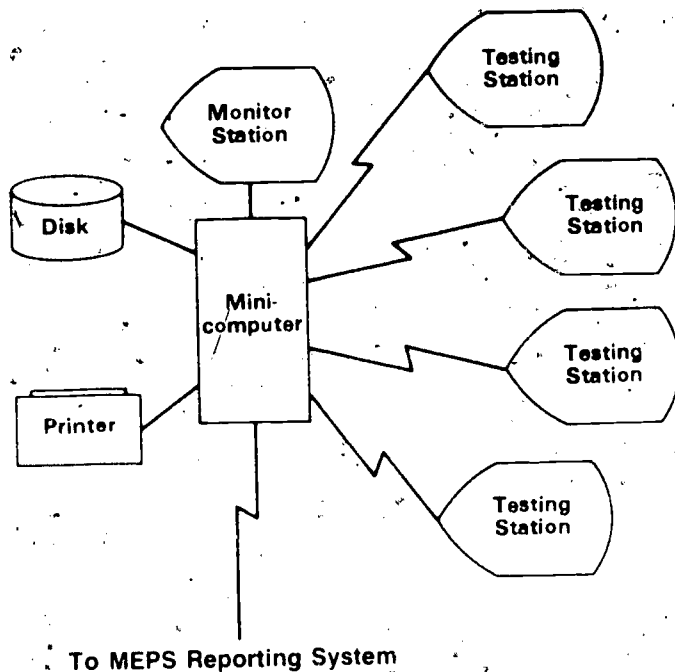 Testing
Station
Monitor
Station
Testing
Station
Disk
Mini-
computer
Testing
Station
Printer
Testing
Station
To MEPS Reporting System